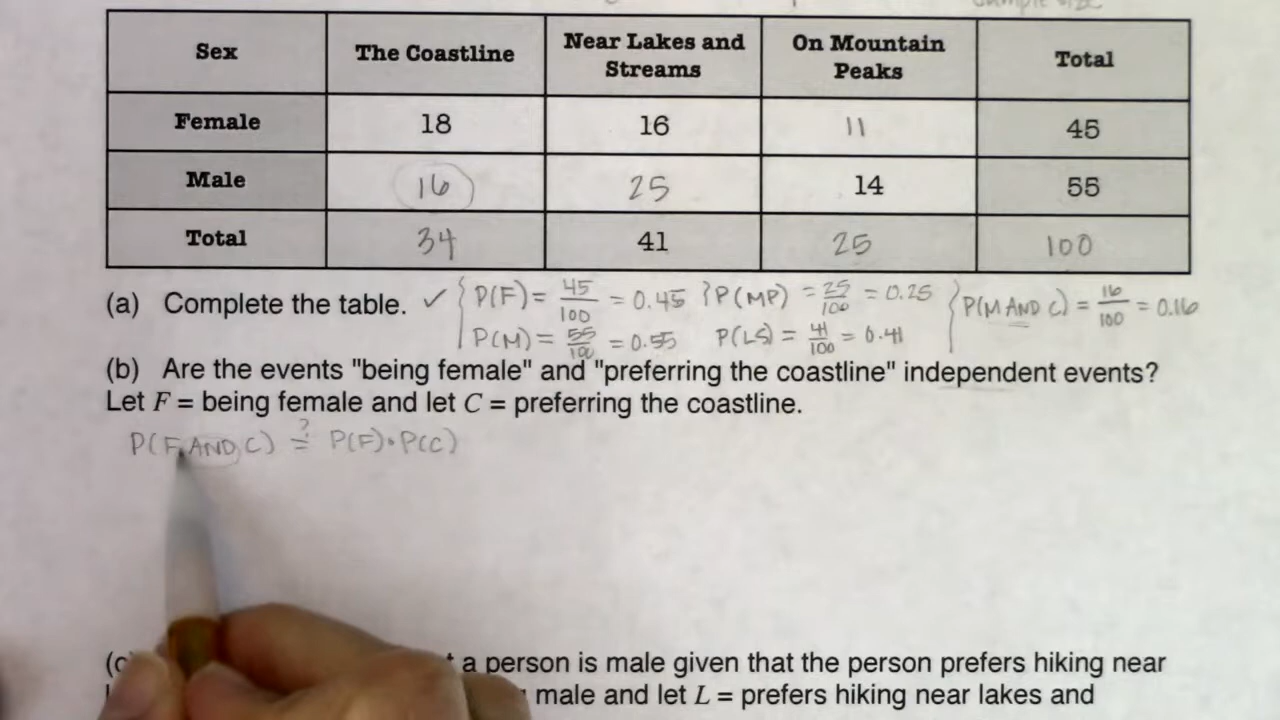 Sex The Coastline Near Lakes and Streams On Mountain Peaks Total
Female 18 16 11 45
Male 16 25 14 55
Total 34 41 25 100
(a) Complete the table. ✓ P(F) = 45/100 = 0.45 P(MP) = 25/100 = 0.25 P(M AND C) = 16/100 = 0.16
P(M) = 55/100 = 0.55 P(LS) = 41/100 = 0.41
(b) Are the events "being female" and "preferring the coastline" independent events?
Let F = being female and let C = preferring the coastline.
P(F AND C) ?= P(F)·P(C)
a person is male given that the person prefers hiking near
male and let L = prefers hiking near lakes and